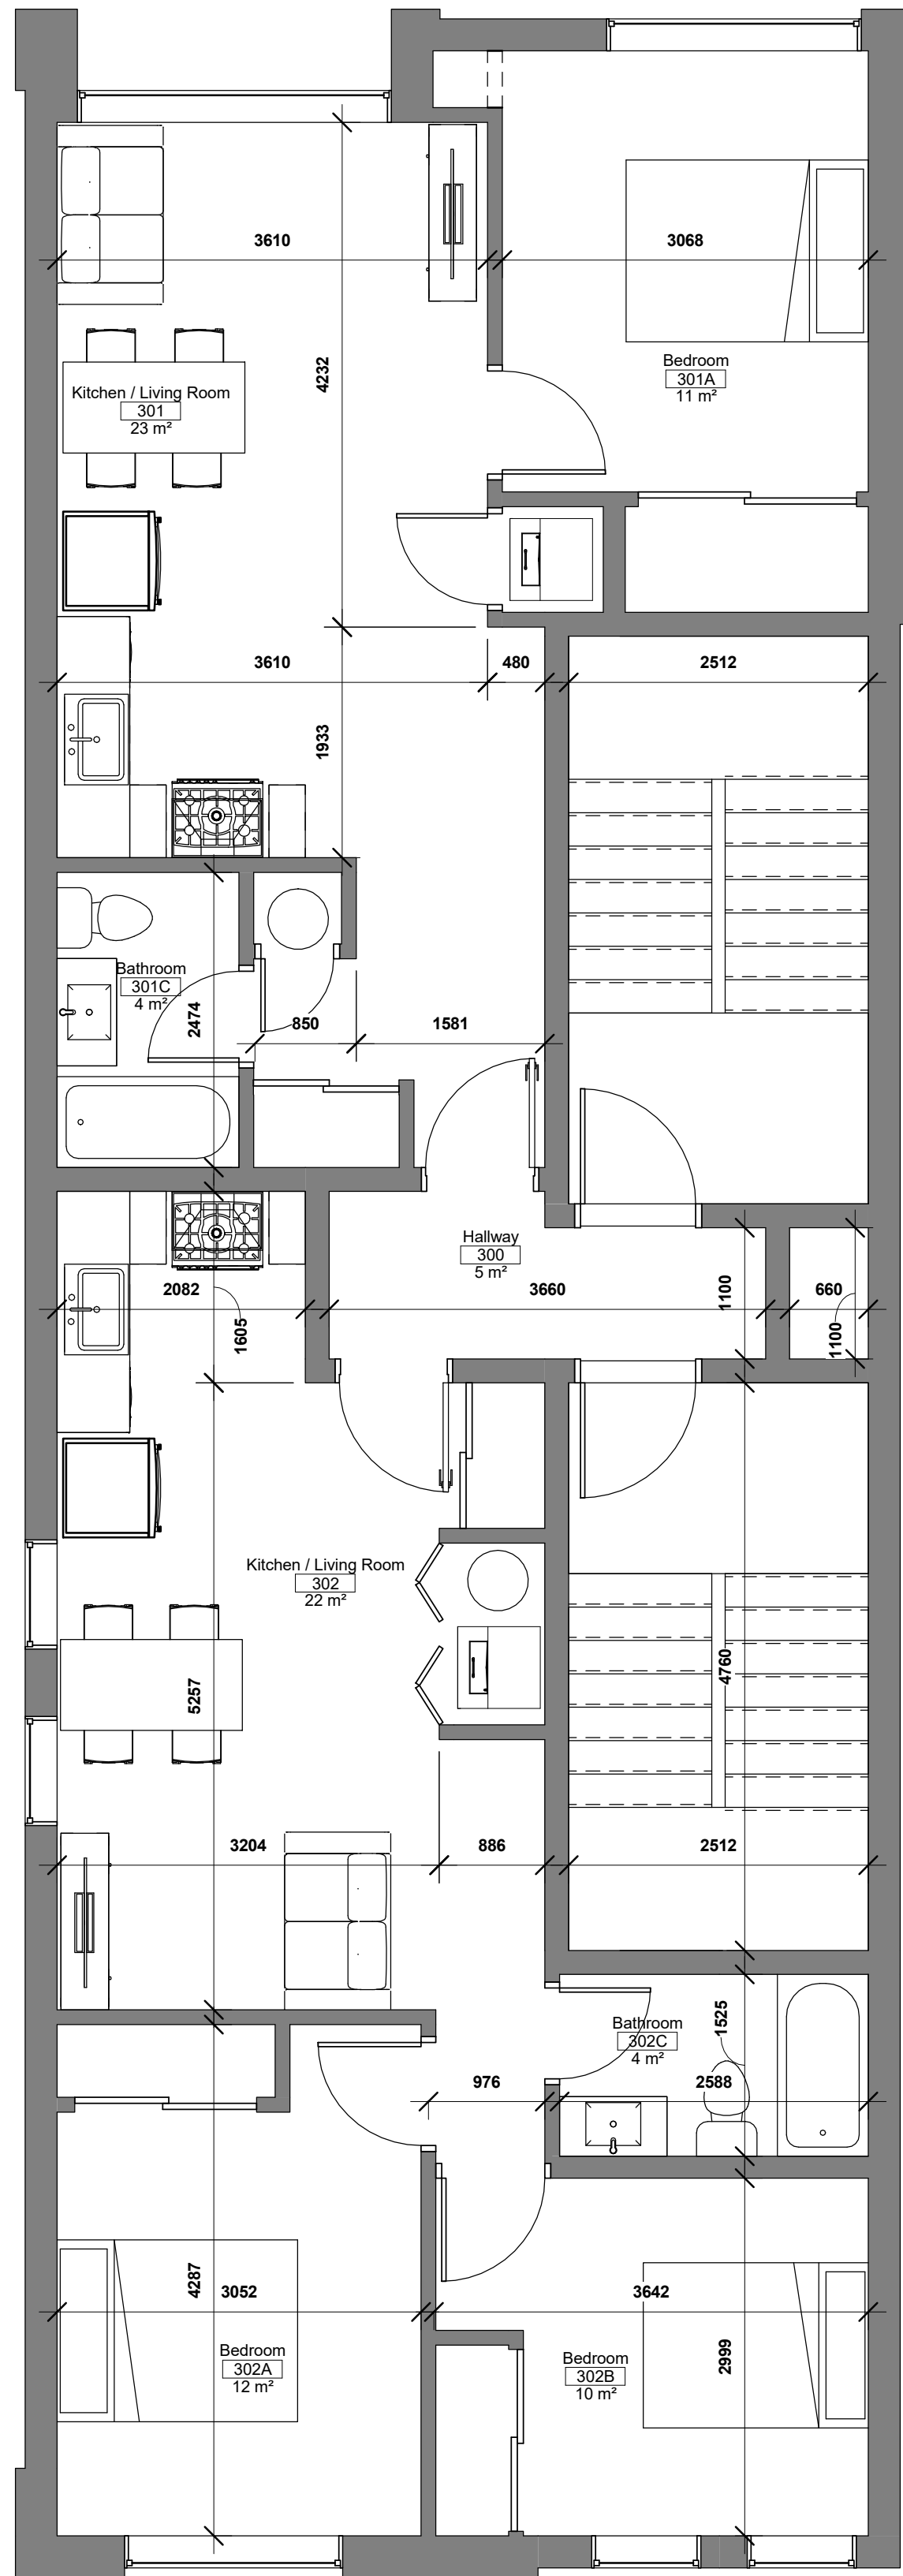 3610
3068
4232
Bedroom
301A
11 m²
Kitchen / Living Room
301
23 m²
3610
480
2512
1933
Bathroom
301C
4 m²
2474
850
1581
Hallway
300
5 m²
2082
1605
3660
1100
660
1100
Kitchen / Living Room
302
22 m²
5257
4760
3204
886
2512
Bathroom
302C
4 m²
1525
976
2588
4287
3052
3642
Bedroom
302A
12 m²
Bedroom
302B
10 m²
2999